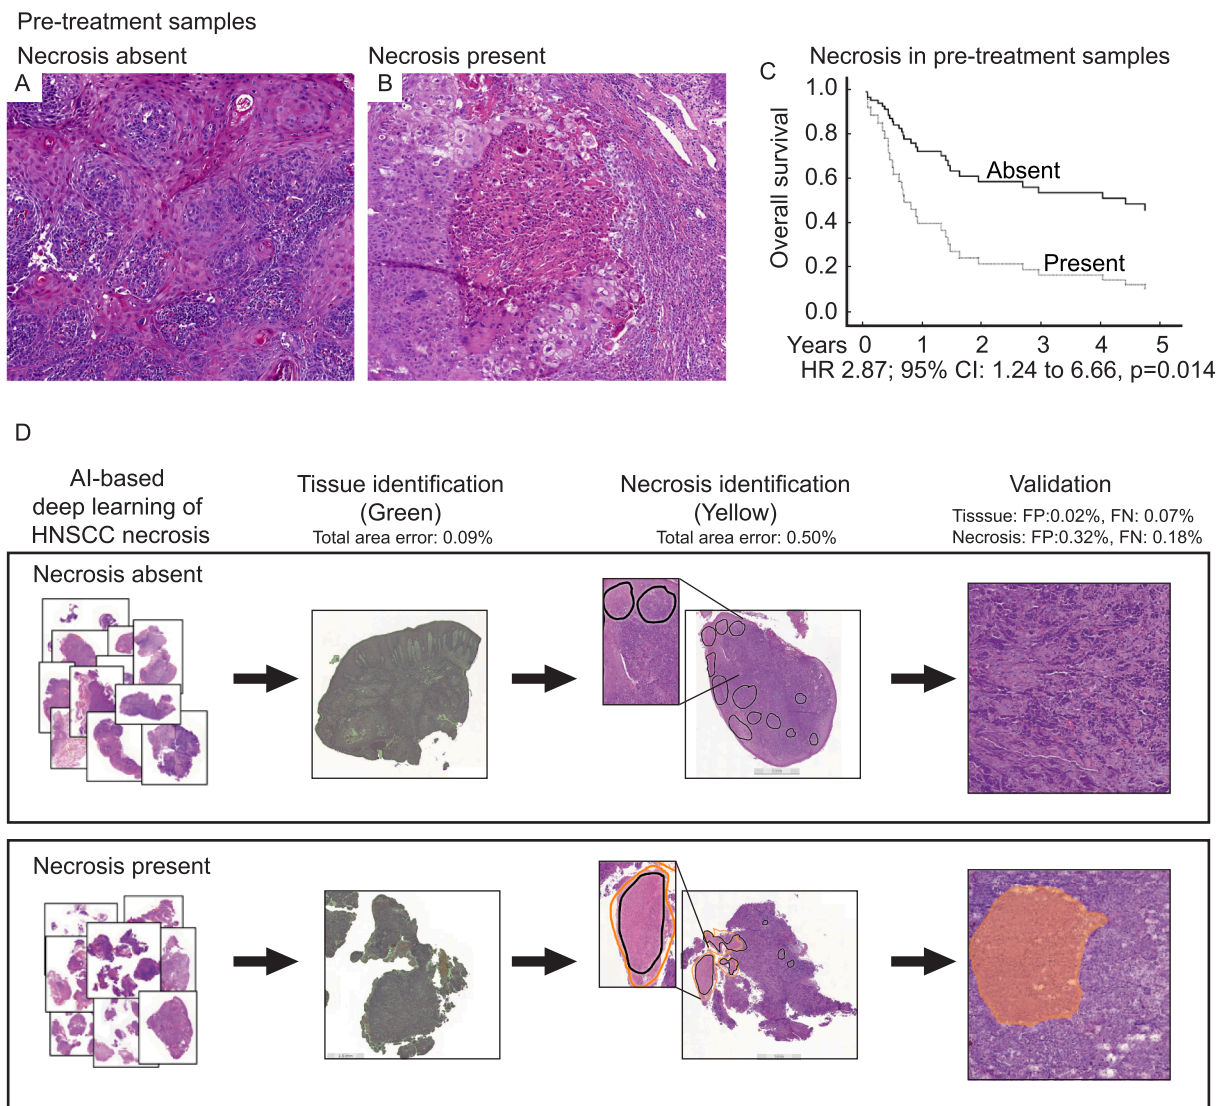 Pre-treatment samples
Necrosis absent
Necrosis present
A
B
C
Necrosis in pre-treatment samples
Overall survival
1.0
0.8
0.6
0.4
0.2
0.0
Absent
Present
Years 0 1 2 3 4 5
HR 2.87; 95% CI: 1.24 to 6.66, p=0.014
D
AI-based
deep learning of
HNSCC necrosis
Tissue identification
(Green)
Total area error: 0.09%
Necrosis identification
(Yellow)
Total area error: 0.50%
Validation
Tisssue: FP:0.02%, FN: 0.07%
Necrosis: FP:0.32%, FN: 0.18%
Necrosis absent
Necrosis present